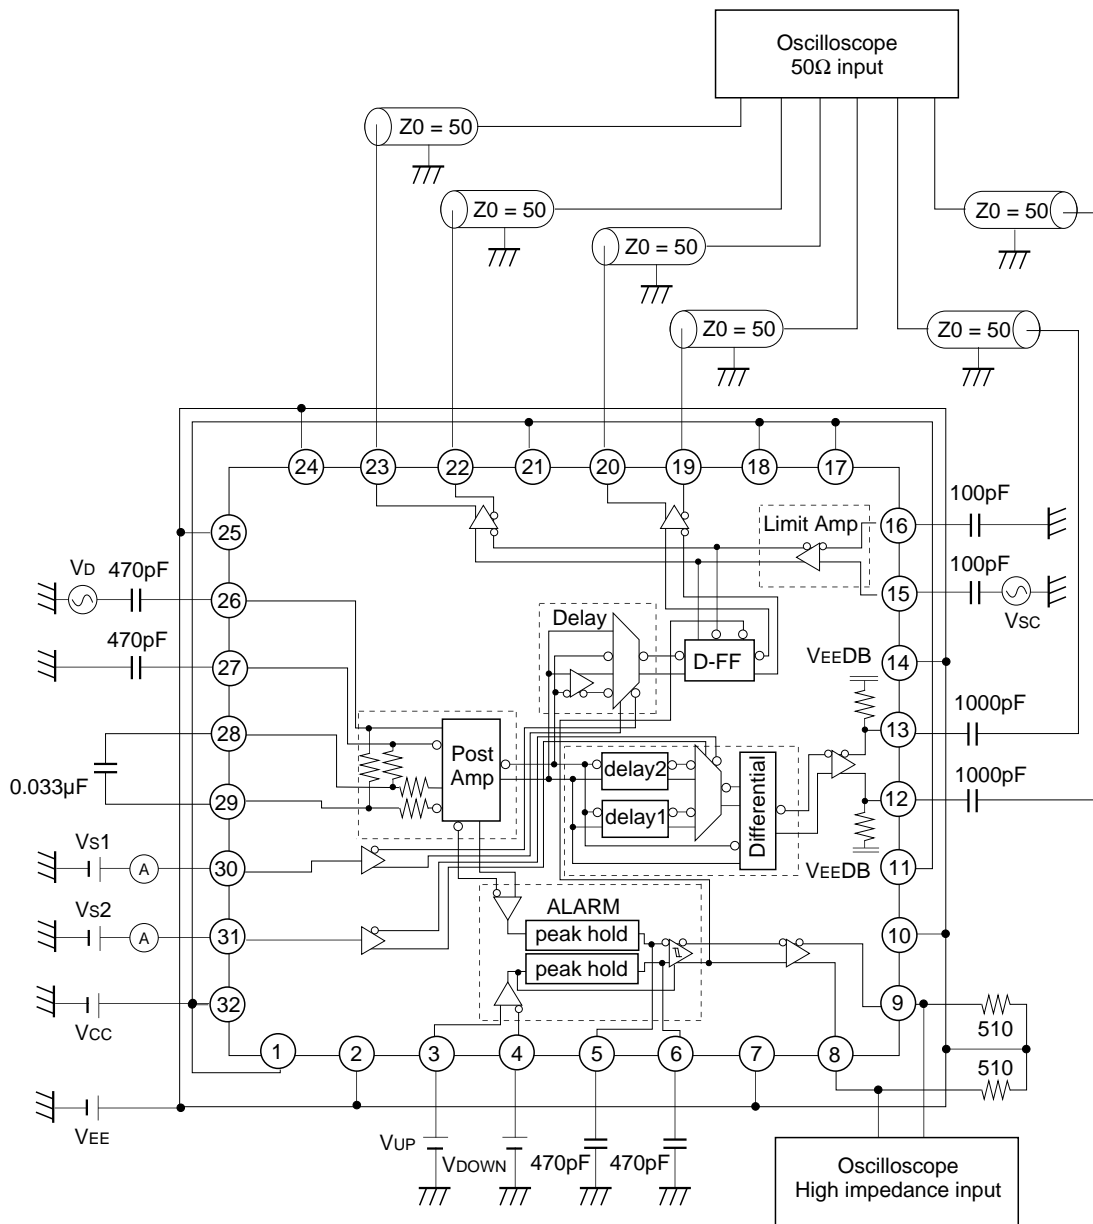 Oscilloscope
50Ω input
Z0 = 50
Z0 = 50
Z0 = 50
Z0 = 50
Z0 = 50
Z0 = 50
24
23
22
21
20
19
18
17
25
26
27
28
29
30
31
32
16
15
14
13
12
11
10
9
1
2
3
4
5
6
7
8
VD
470pF
470pF
0.033µF
VS1
A
VS2
A
VCC
VEE
Limit Amp
100pF
100pF
VSC
Delay
D-FF
VEEDB
1000pF
1000pF
VEEDB
Post
Amp
delay2
delay1
Differential
ALARM
peak hold
peak hold
510
510
VUP
VDOWN
470pF
470pF
Oscilloscope
High impedance input